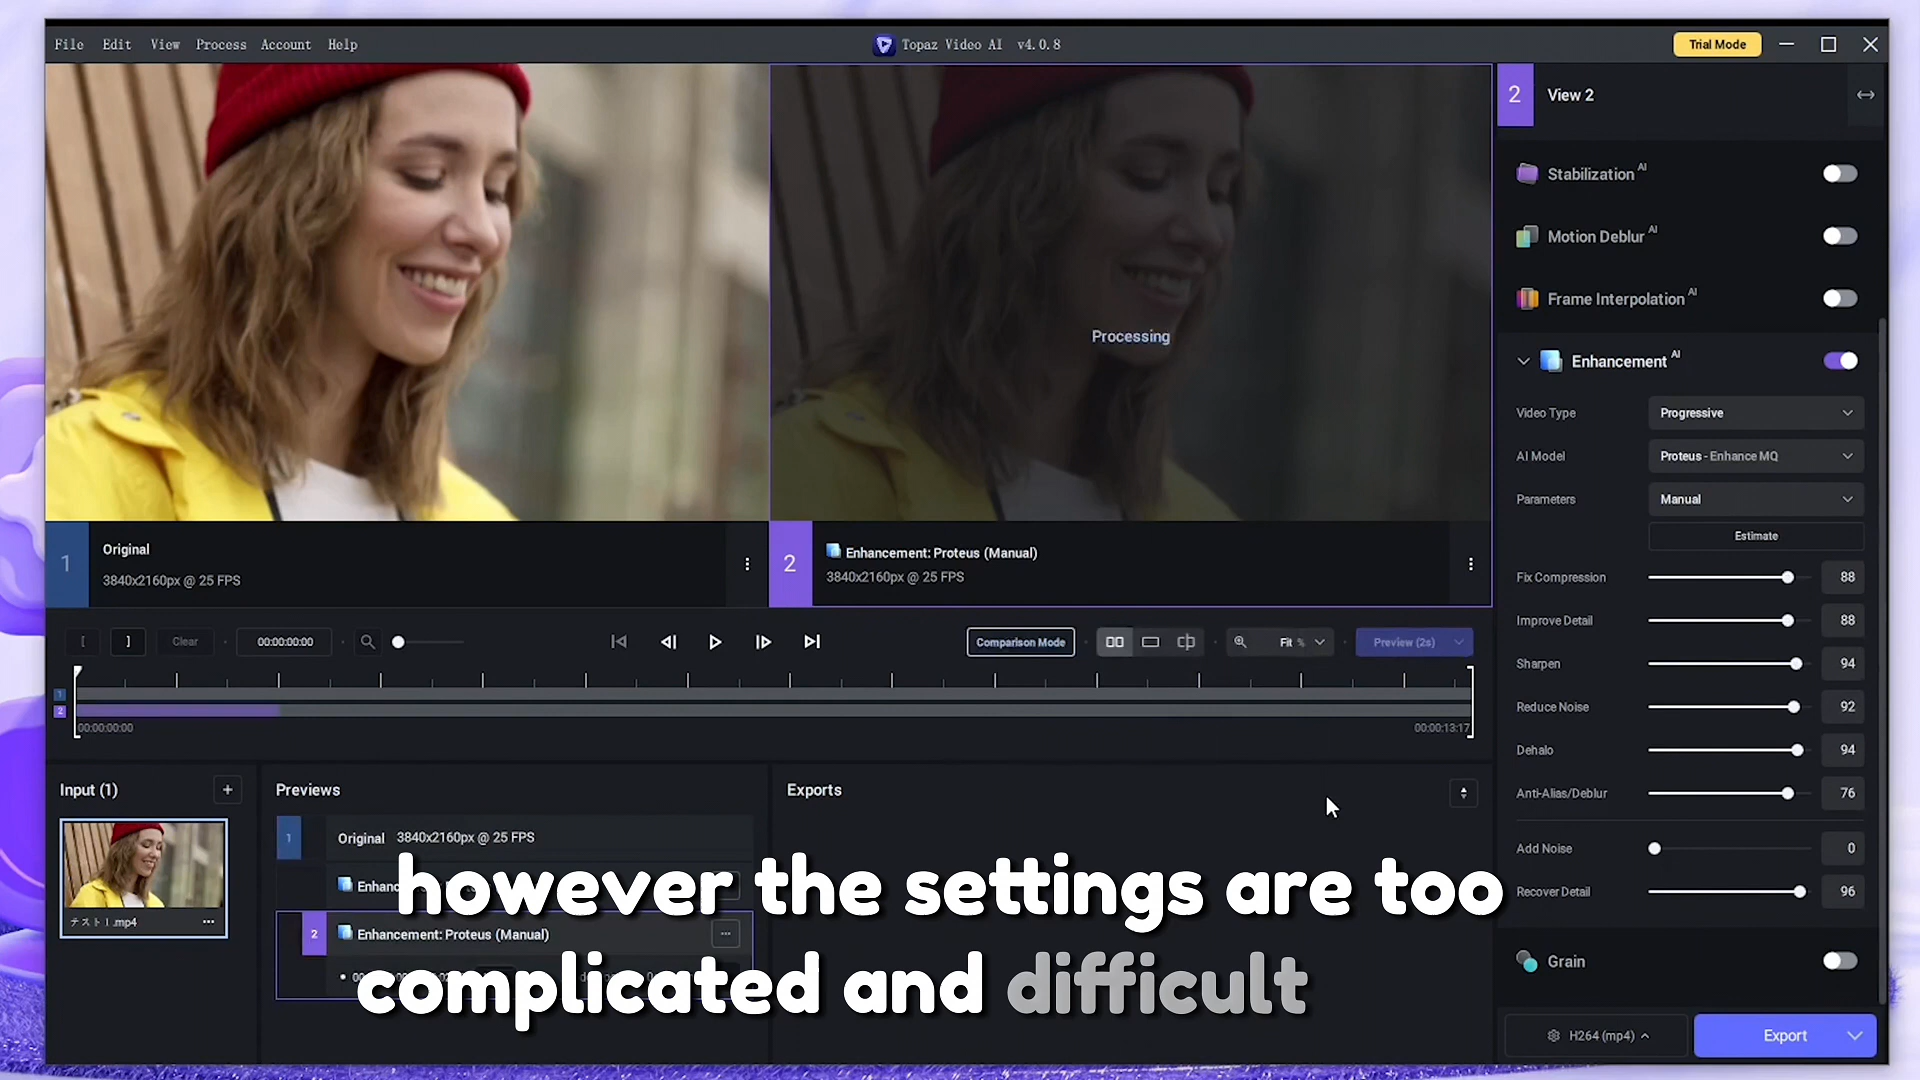 File Edit View Process Account Help
Topaz Video AI v4.0.8
Trial Mode
2 View 2
Stabilization AI
Motion Deblur AI
Frame Interpolation AI
Processing
Enhancement AI
Video Type Progressive
AI Model Proteus - Enhance MQ
Parameters Manual
Estimate
1 Original
3840x2160px @ 25 FPS
2 Enhancement: Proteus (Manual)
3840x2160px @ 25 FPS
Fix Compression 88
Improve Detail 88
Sharpen 94
Reduce Noise 92
Dehalo 94
Anti-Alias/Deblur 76
Add Noise 0
Recover Detail 96
[ ] Clear 00:00:00:00
Comparison Mode
Fit %
Preview (2s)
1
2
00:00:00:00
00:00:13:17
Input (1) +
テスト1.mp4
Previews
1 Original 3840x2160px @ 25 FPS
2 Enhancement: Proteus (Manual)
Exports
however the settings are too
complicated and difficult
Grain
H264 (mp4)
Export